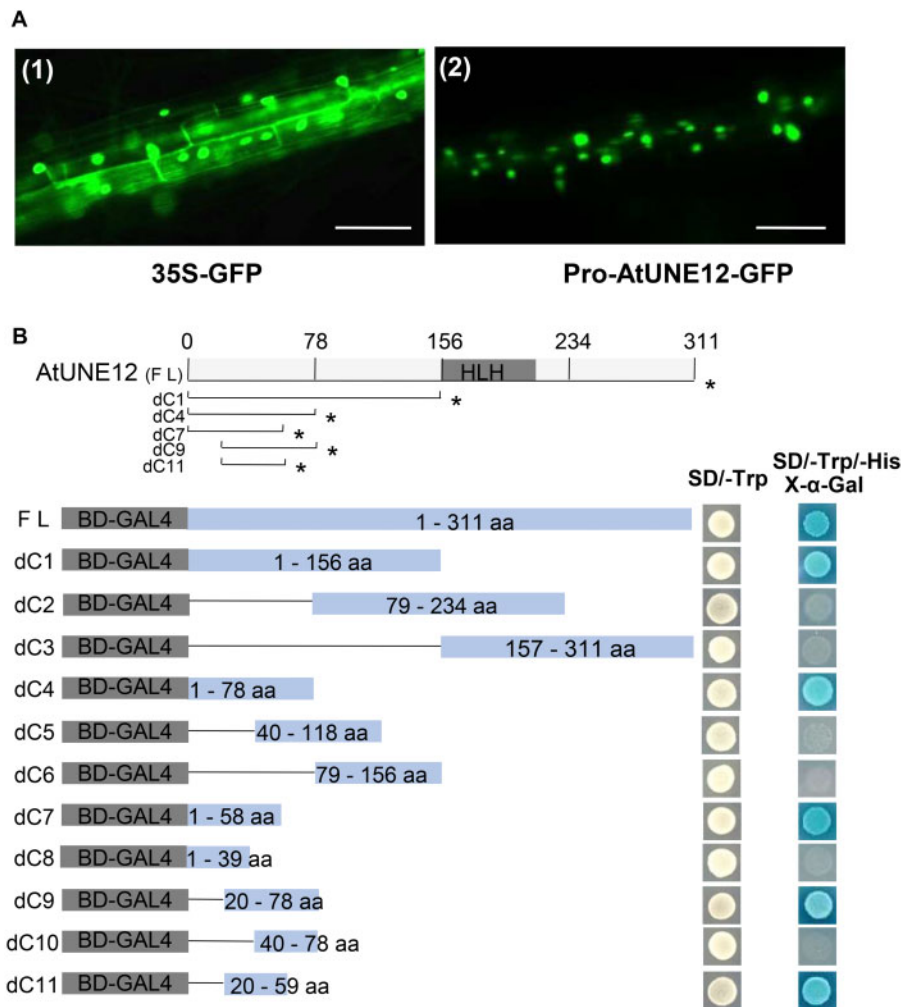 A
(1)
(2)
35S-GFP
Pro-AtUNE12-GFP
B
0 78 156 234 311
AtUNE12 (F L) HLH *
dC1 *
dC4 *
dC7 *
dC9 *
dC11 *
SD/-Trp
SD/-Trp/-His
X-α-Gal
F L BD-GAL4 1 - 311 aa
dC1 BD-GAL4 1 - 156 aa
dC2 BD-GAL4 79 - 234 aa
dC3 BD-GAL4 157 - 311 aa
dC4 BD-GAL4 1 - 78 aa
dC5 BD-GAL4 40 - 118 aa
dC6 BD-GAL4 79 - 156 aa
dC7 BD-GAL4 1 - 58 aa
dC8 BD-GAL4 1 - 39 aa
dC9 BD-GAL4 20 - 78 aa
dC10 BD-GAL4 40 - 78 aa
dC11 BD-GAL4 20 - 59 aa